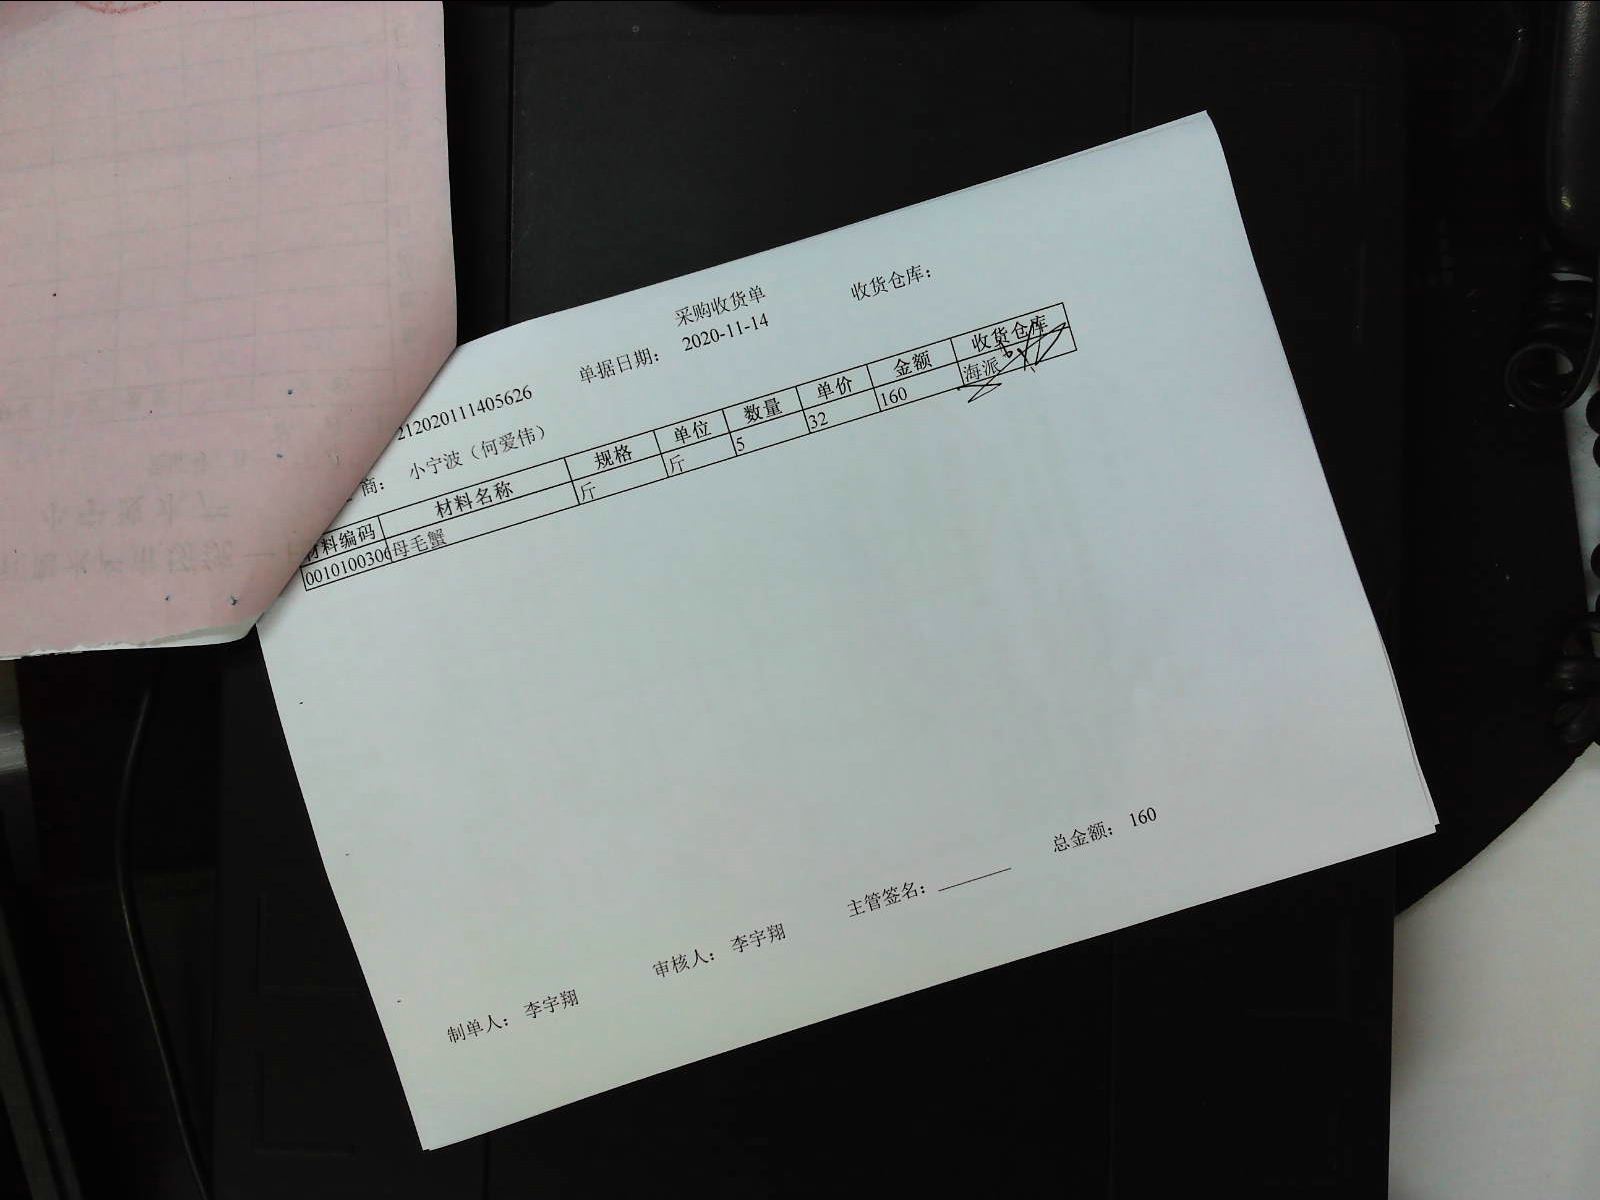 采购收货单
212020111405626 单据日期： 2020-11-14 收货仓库：
商： 小宁波（何爱伟）
材料编码 材料名称 规格 单位 数量 单价 金额 收货仓库
0010100306 母毛蟹 斤 斤 5 32 160 海派
制单人： 李宇翔 审核人： 李宇翔 主管签名： 总金额： 160